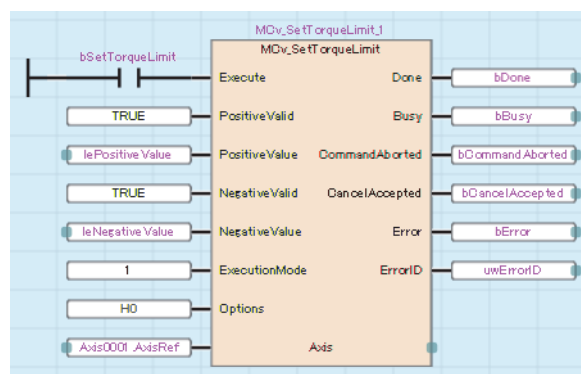 MCv_SetTorqueLimit_1
bSetTorqueLimit
MCv_SetTorqueLimit
Execute Done bDone
TRUE PositiveValid Busy bBusy
lePositiveValue PositiveValue CommandAborted bCommandAborted
TRUE NegativeValid CancelAccepted bCancelAccepted
leNegativeValue NegativeValue Error bError
1 ExecutionMode ErrorID uwErrorID
H0 Options
Axis0001.AxisRef Axis